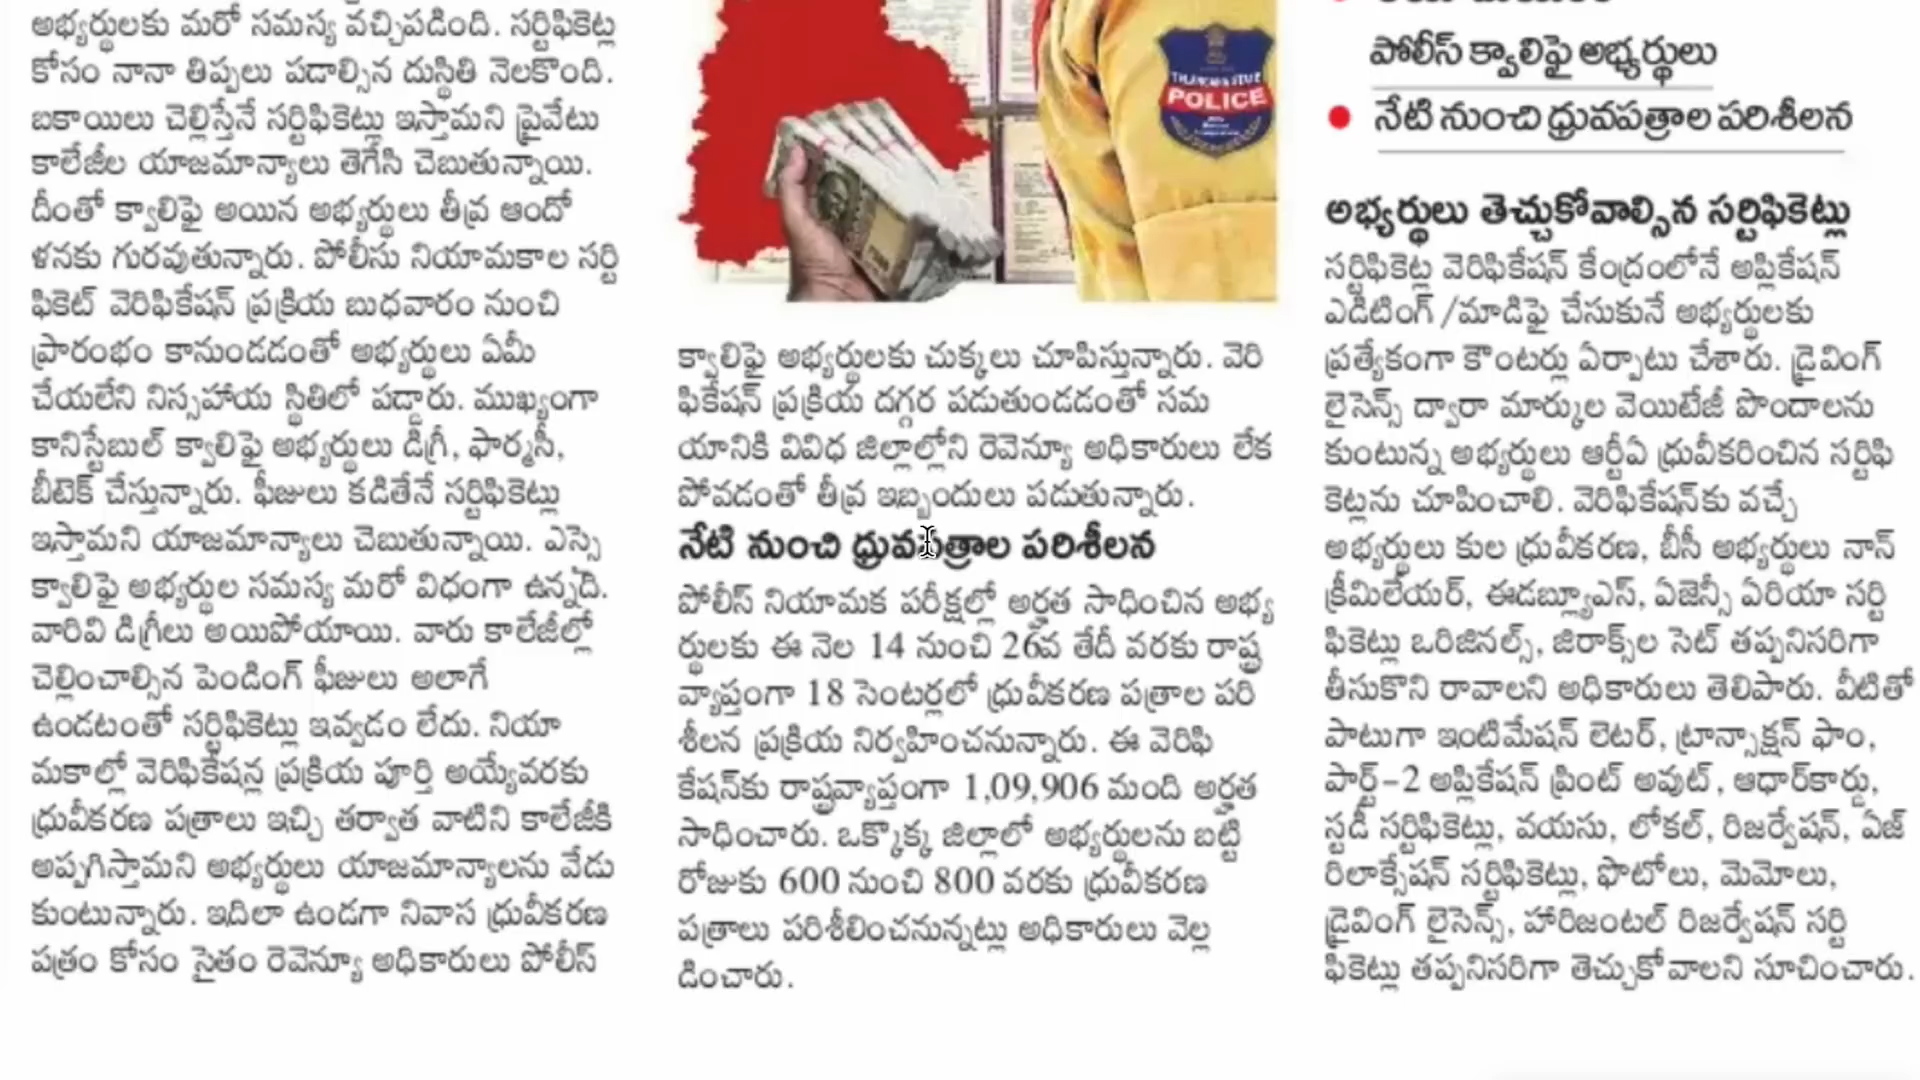 అభ్యర్థులకు మరో సమస్య వచ్చిపడింది. సర్టిఫికెట్ల
కోసం నానా తిప్పలు పడాల్సిన దుస్థితి నెలకొంది.
బకాయిలు చెల్లిస్తేనే సర్టిఫికెట్లు ఇస్తామని ప్రైవేటు
కాలేజీల యాజమాన్యాలు తెగేసి చెబుతున్నాయి.
దీంతో క్వాలిఫై అయిన అభ్యర్థులు తీవ్ర ఆందో
ళనకు గురవుతున్నారు. పోలీసు నియామకాల సర్టి
ఫికెట్ వెరిఫికేషన్ ప్రక్రియ బుధవారం నుంచి
ప్రారంభం కానుండడంతో అభ్యర్థులు ఏమీ
చేయలేని నిస్సహాయ స్థితిలో పడ్డారు. ముఖ్యంగా
కానిస్టేబుల్ క్వాలిఫై అభ్యర్థులు డిగ్రీ, ఫార్మసీ,
బీటెక్ చేస్తున్నారు. ఫీజులు కడితేనే సర్టిఫికెట్లు
ఇస్తామని యాజమాన్యాలు చెబుతున్నాయి. ఎస్సై
క్వాలిఫై అభ్యర్థుల సమస్య మరో విధంగా ఉన్నది.
వారివి డిగ్రీలు అయిపోయాయి. వారు కాలేజీల్లో
చెల్లించాల్సిన పెండింగ్ ఫీజులు అలాగే
ఉండటంతో సర్టిఫికెట్లు ఇవ్వడం లేదు. నియా
మకాల్లో వెరిఫికేషన్ల ప్రక్రియ పూర్తి అయ్యేవరకు
ధ్రువీకరణ పత్రాలు ఇచ్చి తర్వాత వాటిని కాలేజీకి
అప్పగిస్తామని అభ్యర్థులు యాజమాన్యాలను వేడు
కుంటున్నారు. ఇదిలా ఉండగా నివాస ధ్రువీకరణ
పత్రం కోసం సైతం రెవెన్యూ అధికారులు పోలీస్
TELANGANA STATE
POLICE
క్వాలిఫై అభ్యర్థులకు చుక్కలు చూపిస్తున్నారు. వెరి
ఫికేషన్ ప్రక్రియ దగ్గర పడుతుండడంతో సమ
యానికి వివిధ జిల్లాల్లోని రెవెన్యూ అధికారులు లేక
పోవడంతో తీవ్ర ఇబ్బందులు పడుతున్నారు.
నేటి నుంచి ధ్రువపత్రాల పరిశీలన
పోలీస్ నియామక పరీక్షల్లో అర్హత సాధించిన అభ్య
ర్థులకు ఈ నెల 14 నుంచి 26వ తేదీ వరకు రాష్ట్ర
వ్యాప్తంగా 18 సెంటర్లలో ధ్రువీకరణ పత్రాల పరి
శీలన ప్రక్రియ నిర్వహించనున్నారు. ఈ వెరిఫి
కేషన్‌కు రాష్ట్రవ్యాప్తంగా 1,09,906 మంది అర్హత
సాధించారు. ఒక్కొక్క జిల్లాలో అభ్యర్థులను బట్టి
రోజుకు 600 నుంచి 800 వరకు ధ్రువీకరణ
పత్రాలు పరిశీలించనున్నట్లు అధికారులు వెల్ల
డించారు.
పోలీస్ క్వాలిఫై అభ్యర్థులు
● నేటి నుంచి ధ్రువపత్రాల పరిశీలన
అభ్యర్థులు తెచ్చుకోవాల్సిన సర్టిఫికెట్లు
సర్టిఫికెట్ల వెరిఫికేషన్ కేంద్రంలోనే అప్లికేషన్
ఎడిటింగ్ /మాడిఫై చేసుకునే అభ్యర్థులకు
ప్రత్యేకంగా కౌంటర్లు ఏర్పాటు చేశారు. డ్రైవింగ్
లైసెన్స్ ద్వారా మార్కుల వెయిటేజీ పొందాలను
కుంటున్న అభ్యర్థులు ఆర్టీఏ ధ్రువీకరించిన సర్టిఫి
కెట్లను చూపించాలి. వెరిఫికేషన్‌కు వచ్చే
అభ్యర్థులు కుల ధ్రువీకరణ, బీసీ అభ్యర్థులు నాన్
క్రీమిలేయర్, ఈడబ్ల్యూఎస్, ఏజెన్సీ ఏరియా సర్టి
ఫికెట్లు ఒరిజినల్స్, జిరాక్స్‌ల సెట్ తప్పనిసరిగా
తీసుకొని రావాలని అధికారులు తెలిపారు. వీటితో
పాటుగా ఇంటిమేషన్ లెటర్, ట్రాన్సాక్షన్ ఫాం,
పార్ట్-2 అప్లికేషన్ ప్రింట్ అవుట్, ఆధార్‌కార్డు,
స్టడీ సర్టిఫికెట్లు, వయసు, లోకల్, రిజర్వేషన్, ఏజ్
రిలాక్సేషన్ సర్టిఫికెట్లు, ఫొటోలు, మెమోలు,
డ్రైవింగ్ లైసెన్స్, హారిజంటల్ రిజర్వేషన్ సర్టి
ఫికెట్లు తప్పనిసరిగా తెచ్చుకోవాలని సూచించారు.